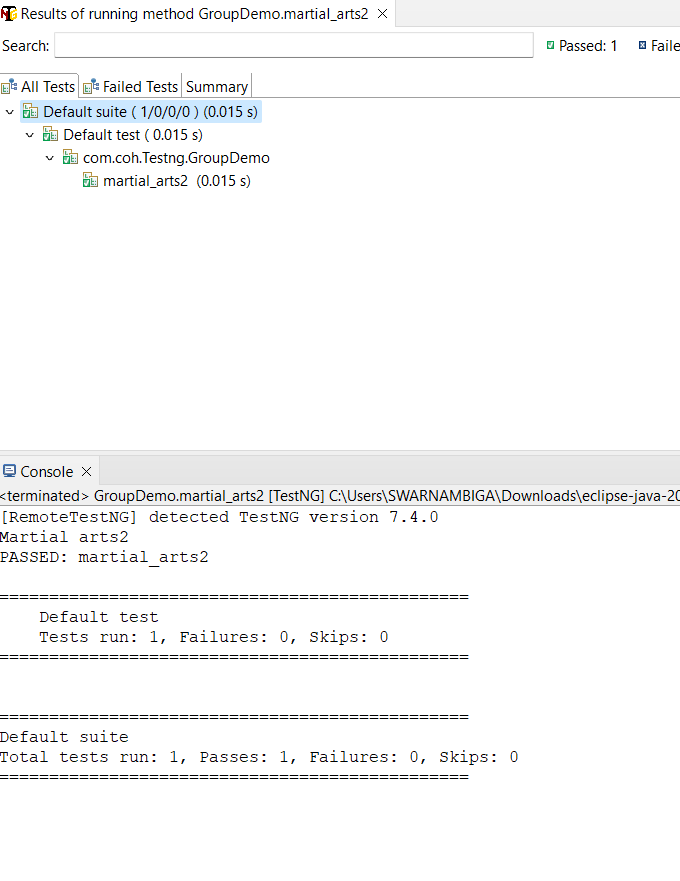 Results of running method GroupDemo.martial_arts2
Search: Passed: 1 Faile
All Tests Failed Tests Summary
Default suite ( 1/0/0/0 ) (0.015 s)
Default test ( 0.015 s)
com.coh.Testng.GroupDemo
martial_arts2 (0.015 s)
Console
<terminated> GroupDemo.martial_arts2 [TestNG] C:\Users\SWARNAMBIGA\Downloads\eclipse-java-20
[RemoteTestNG] detected TestNG version 7.4.0
Martial arts2
PASSED: martial_arts2
===============================================
Default test
Tests run: 1, Failures: 0, Skips: 0
===============================================
===============================================
Default suite
Total tests run: 1, Passes: 1, Failures: 0, Skips: 0
===============================================